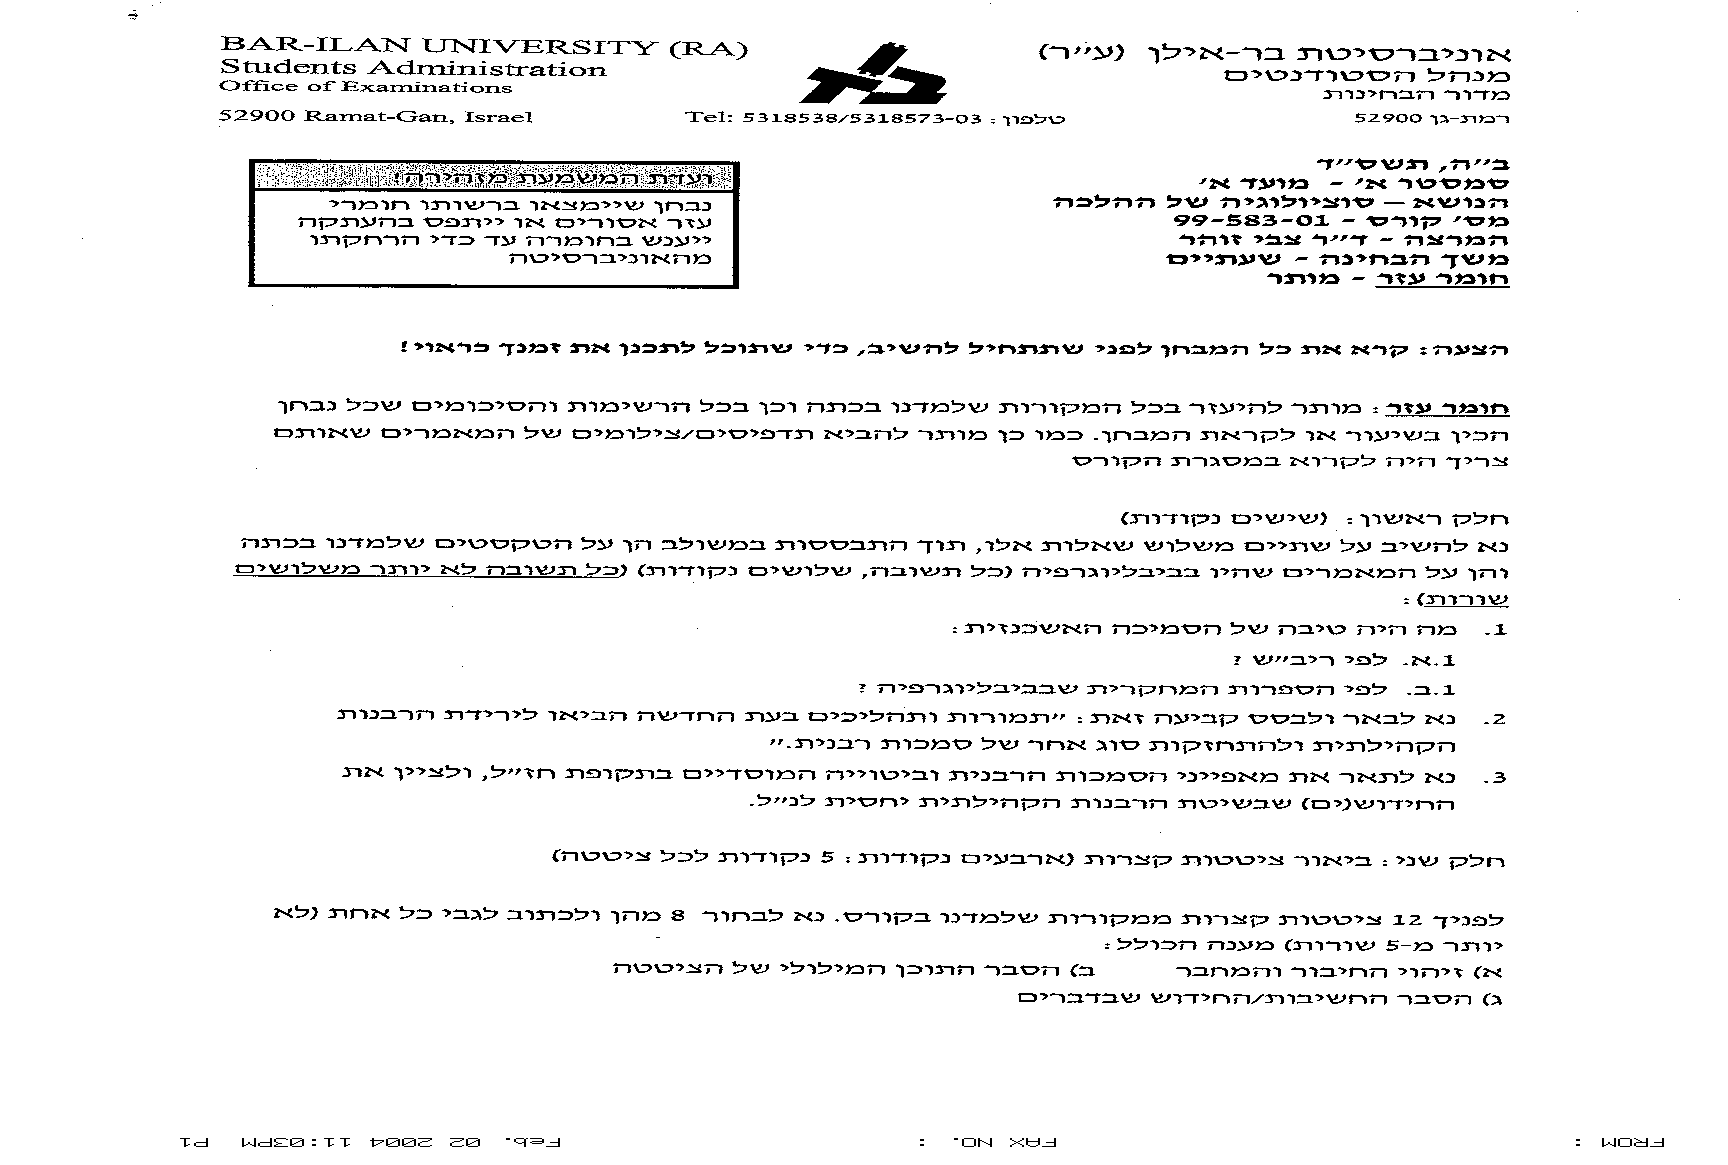 BAR-ILAN UNIVERSITY (RA)
Students Administration
Office of Examinations
52900 Ramat-Gan, Israel
אוניברסיטת בר-אילן (ע״ר)
מנהל הסטודנטים
מדור הבחינות
רמת-גן 52900
Tel: 5318538/5318573-03 : טלפון
ב״ה, תשס״ד
סמסטר א׳ - מועד א׳
הנושא – סוציולוגיה של ההלכה
מס׳ קורס - 99-583-01
המרצה - ד״ר צבי זוהר
משך הבחינה - שעתיים
חומר עזר - מותר
ועדת המשמעת מזהירה!
נבחן שיימצאו ברשותו חומרי
עזר אסורים או ייתפס בהעתקה
ייענש בחומרה עד כדי הרחקתו
מהאוניברסיטה
הצעה: קרא את כל המבחן לפני שתתחיל להשיב, כדי שתוכל לתכנן את זמנך כראוי!
חומר עזר: מותר להיעזר בכל המקורות שלמדנו בכתה וכן בכל הרשימות והסיכומים שכל נבחן
הכין בשיעור או לקראת המבחן. כמו כן מותר להביא תדפיסים/צילומים של המאמרים שאותם
צריך היה לקרוא במסגרת הקורס
חלק ראשון: (שישים נקודות)
נא להשיב על שתיים משלוש שאלות אלו, תוך התבססות במשולב הן על הטקסטים שלמדנו בכתה
והן על המאמרים שהיו בביבליוגרפיה (כל תשובה, שלושים נקודות) (כל תשובה לא יותר משלושים
שורות):
1. מה היה טיבה של הסמיכה האשכנזית:
1.א. לפי ריב״ש?
1.ב. לפי הספרות המחקרית שבביבליוגרפיה?
2. נא לבאר ולבסס קביעה זאת: ״תמורות ותהליכים בעת החדשה הביאו לירידת הרבנות
הקהילתית ולהתחזקות סוג אחר של סמכות רבנית.״
3. נא לתאר את מאפייני הסמכות הרבנית וביטוייה המוסדיים בתקופת חז״ל, ולציין את
החידוש(ים) שבשיטת הרבנות הקהילתית יחסית לנ״ל.
חלק שני: ביאור ציטטות קצרות (ארבעים נקודות: 5 נקודות לכל ציטטה)
לפניך 12 ציטטות קצרות ממקורות שלמדנו בקורס. נא לבחור 8 מהן ולכתוב לגבי כל אחת (לא
יותר מ-5 שורות) מענה הכולל:
א) זיהוי החיבור והמחבר ב) הסבר התוכן המילולי של הציטטה
ג) הסבר החשיבות/החידוש שבדברים
FROM : FAX NO. : Feb. 02 2004 11:03PM P1